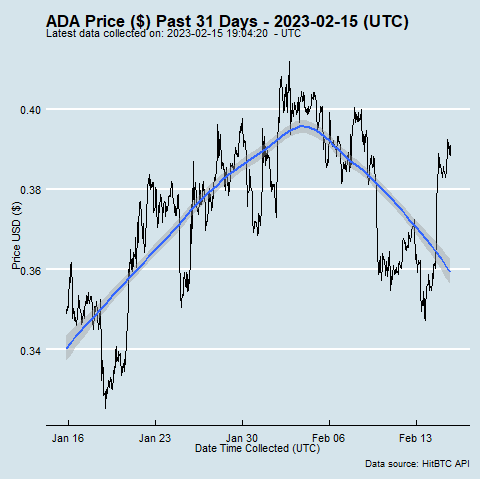 ADA Price ($) Past 31 Days - 2023-02-15 (UTC)
Latest data collected on: 2023-02-15 19:04:20 - UTC
Price USD ($)
0.40
0.38
0.36
0.34
Jan 16 Jan 23 Jan 30 Feb 06 Feb 13
Date Time Collected (UTC)
Data source: HitBTC API